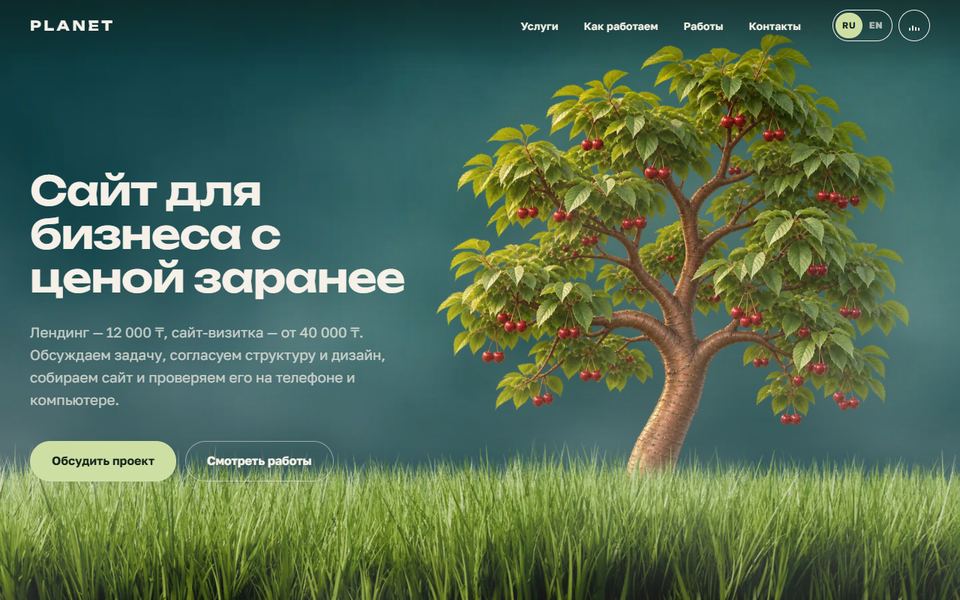 PLANET
Услуги
Как работаем
Работы
Контакты
RU
EN
Сайт для
бизнеса с
ценой заранее
Лендинг — 12 000 ₸, сайт-визитка — от 40 000 ₸.
Обсуждаем задачу, согласуем структуру и дизайн,
собираем сайт и проверяем его на телефоне и
компьютере.
Обсудить проект
Смотреть работы